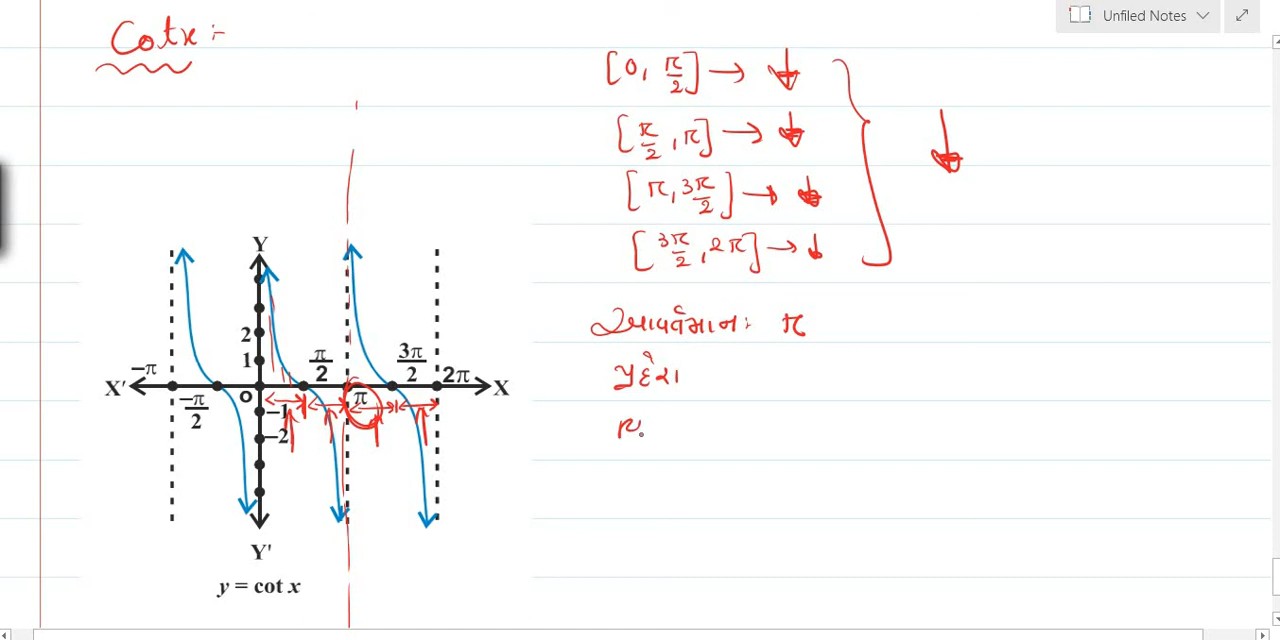 Unfiled Notes
Cotx :-
[0, π/2] → ↓
[π/2, π] → ↓
[π, 3π/2] → ↓
[3π/2, 2π] → ↓
↓
આવર્તમાન :- π
પ્રદેશ
R
Y
2
1
π/2
3π/2
2π
-π
X'
X
-π/2
O
-1
π
-2
Y'
y = cot x